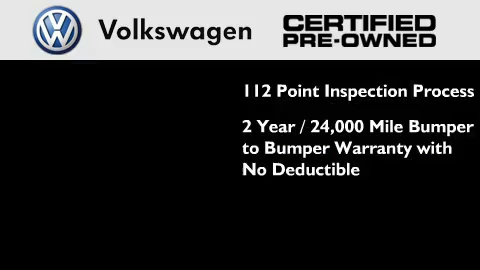 Volkswagen
CERTIFIED
PRE-OWNED
112 Point Inspection Process
2 Year / 24,000 Mile Bumper
to Bumper Warranty with
No Deductible